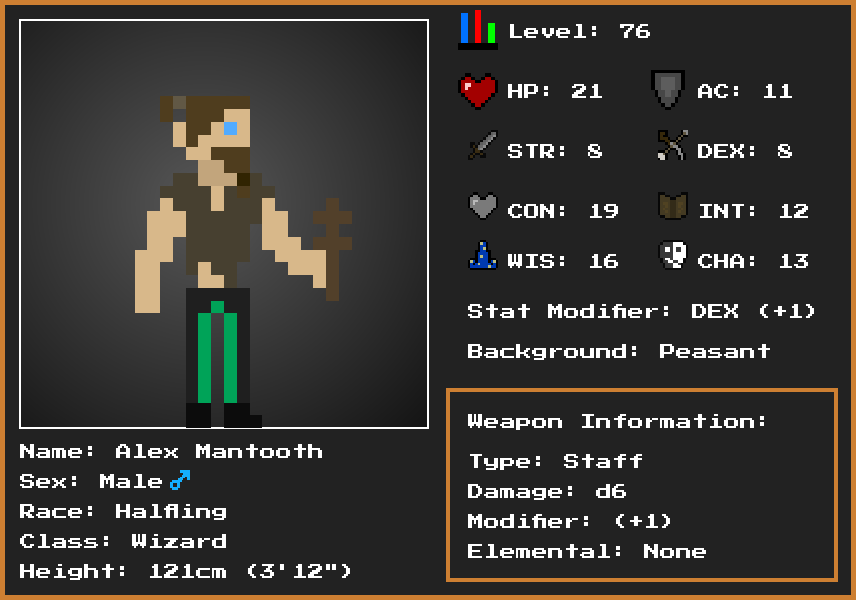 Level: 76
HP: 21
AC: 11
STR: 8
DEX: 8
CON: 19
INT: 12
WIS: 16
CHA: 13
Stat Modifier: DEX (+1)
Background: Peasant
Weapon Information:
Type: Staff
Damage: d6
Modifier: (+1)
Elemental: None
Name: Alex Mantooth
Sex: Male ♂
Race: Halfling
Class: Wizard
Height: 121cm (3'12")